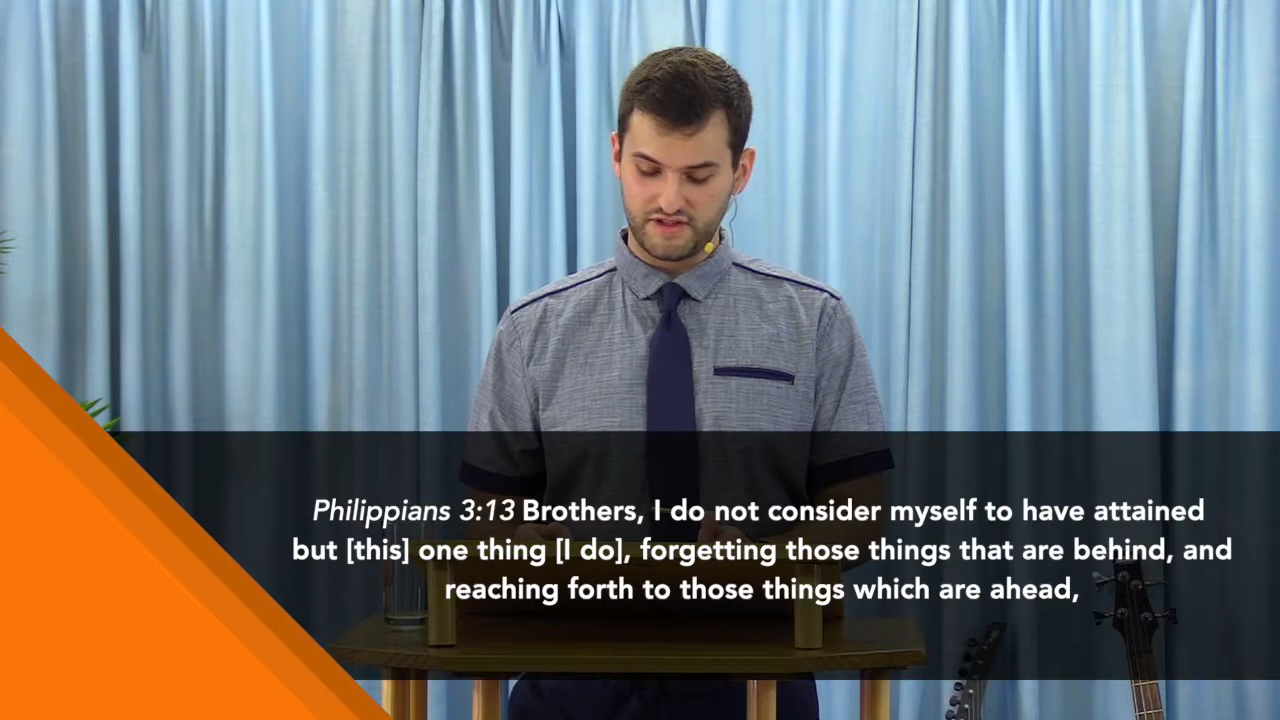 Philippians 3:13 Brothers, I do not consider myself to have attained
but [this] one thing [I do], forgetting those things that are behind, and
reaching forth to those things which are ahead,